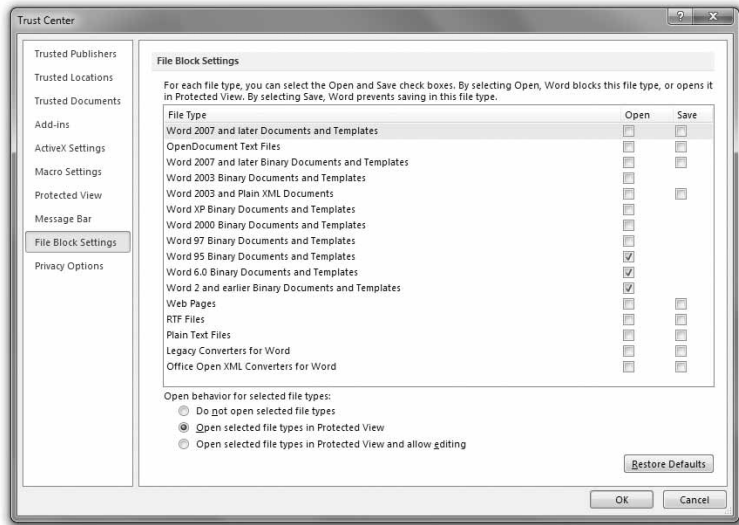 Trust Center
Trusted Publishers
Trusted Locations
Trusted Documents
Add-ins
ActiveX Settings
Macro Settings
Protected View
Message Bar
File Block Settings
Privacy Options
File Block Settings
For each file type, you can select the Open and Save check boxes. By selecting Open, Word blocks this file type, or opens it
in Protected View. By selecting Save, Word prevents saving in this file type.
File Type Open Save
Word 2007 and later Documents and Templates
OpenDocument Text Files
Word 2007 and later Binary Documents and Templates
Word 2003 Binary Documents and Templates
Word 2003 and Plain XML Documents
Word XP Binary Documents and Templates
Word 2000 Binary Documents and Templates
Word 97 Binary Documents and Templates
Word 95 Binary Documents and Templates
Word 6.0 Binary Documents and Templates
Word 2 and earlier Binary Documents and Templates
Web Pages
RTF Files
Plain Text Files
Legacy Converters for Word
Office Open XML Converters for Word
Open behavior for selected file types:
Do not open selected file types
Open selected file types in Protected View
Open selected file types in Protected View and allow editing
Restore Defaults
OK Cancel